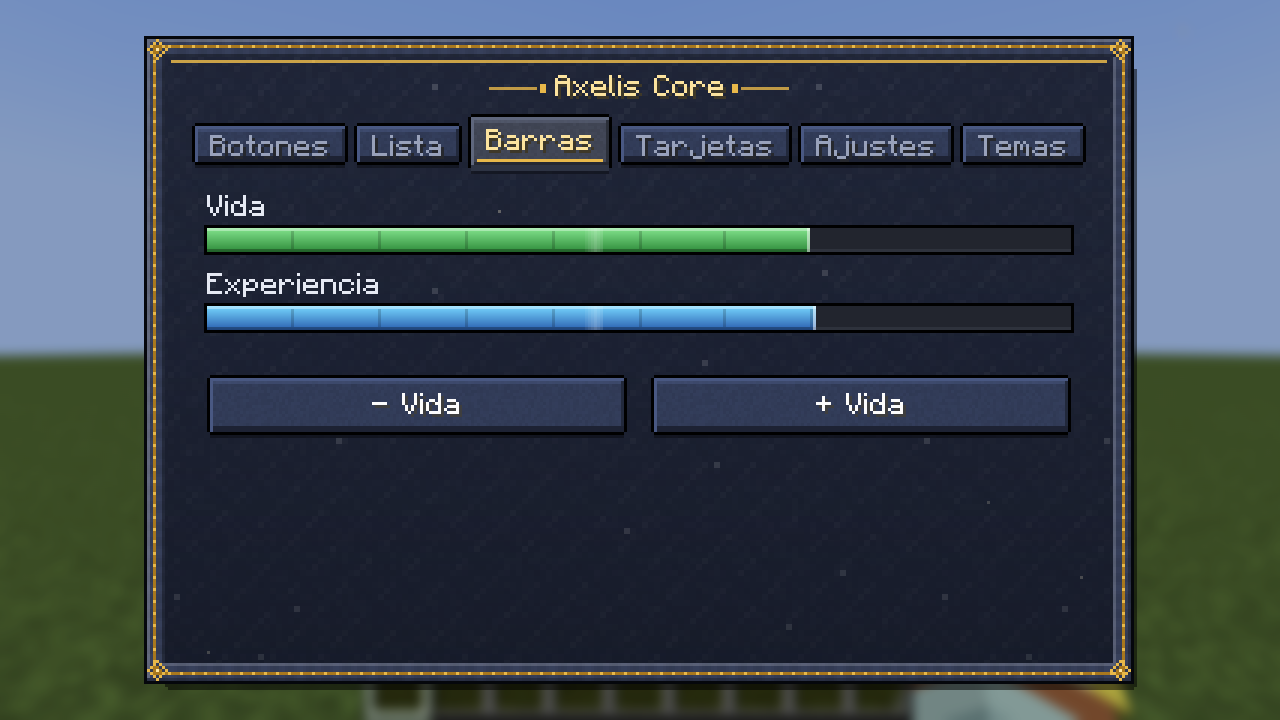 Axelis Core
Botones Lista Barras Tarjetas Ajustes Temas
Vida
Experiencia
- Vida + Vida